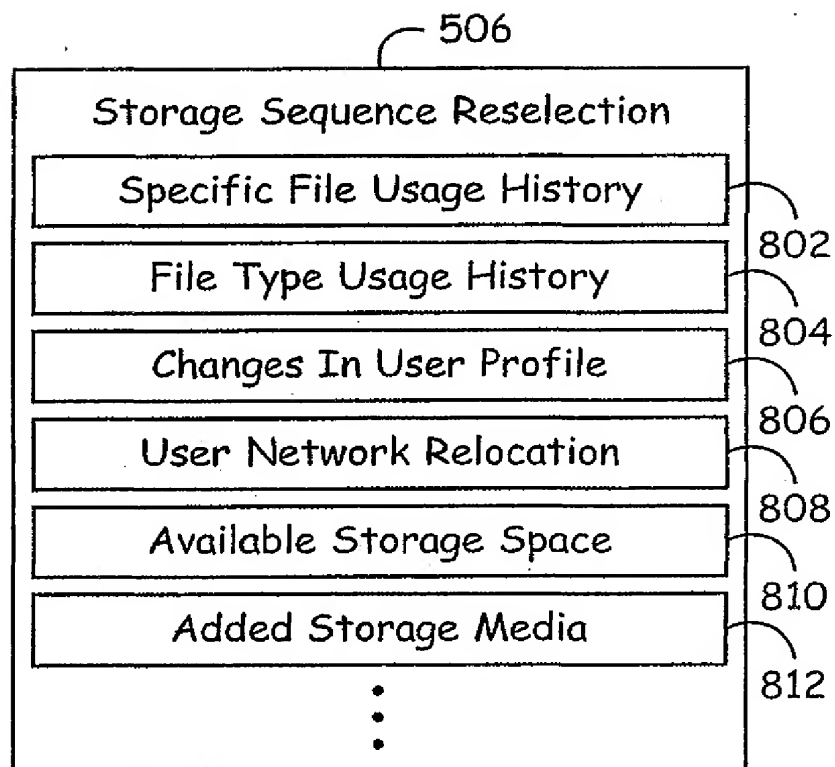 506
Storage Sequence Reselection
Specific File Usage History
802
File Type Usage History
804
Changes In User Profile
806
User Network Relocation
808
Available Storage Space
810
Added Storage Media
812